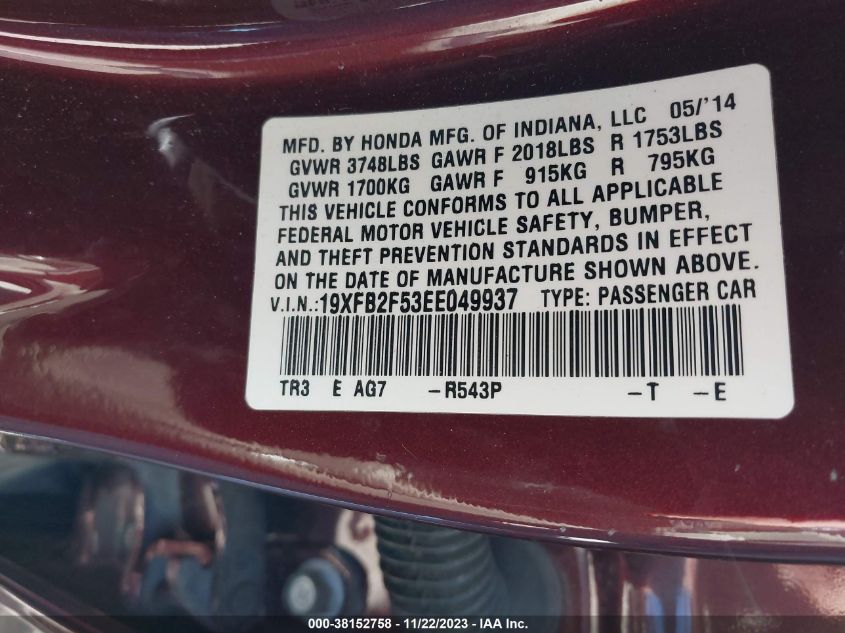 MFD. BY HONDA MFG. OF INDIANA, LLC 05/'14
GVWR 3748LBS GAWR F 2018LBS R 1753LBS
GVWR 1700KG GAWR F 915KG R 795KG
THIS VEHICLE CONFORMS TO ALL APPLICABLE
FEDERAL MOTOR VEHICLE SAFETY, BUMPER,
AND THEFT PREVENTION STANDARDS IN EFFECT
ON THE DATE OF MANUFACTURE SHOWN ABOVE.
V.I.N.:19XFB2F53EE049937 TYPE: PASSENGER CAR
TR3 E AG7 -R543P -T -E
000-38152758 - 11/22/2023 - IAA Inc.